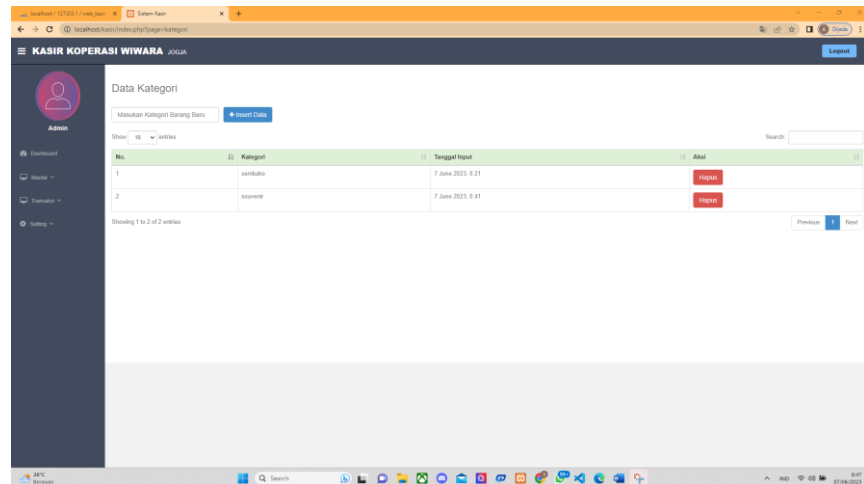 localhost / 127.0.0.1 / web_kasir
Sistem Kasir
localhost/kasir/index.php?page=kategori
KASIR KOPERASI WIWARA JOGJA
Logout
Admin
Dashboard
Master
Transaksi
Setting
Data Kategori
Masukan Kategori Barang Baru
+ Insert Data
Show 10 entries
Search:
No. Kategori Tanggal Input Aksi
1 sembako 7 June 2023, 0:21 Hapus
2 souvenir 7 June 2023, 0:41 Hapus
Showing 1 to 2 of 2 entries
Previous 1 Next
Berawan
Search
99+
IND
0:47
07/06/2023